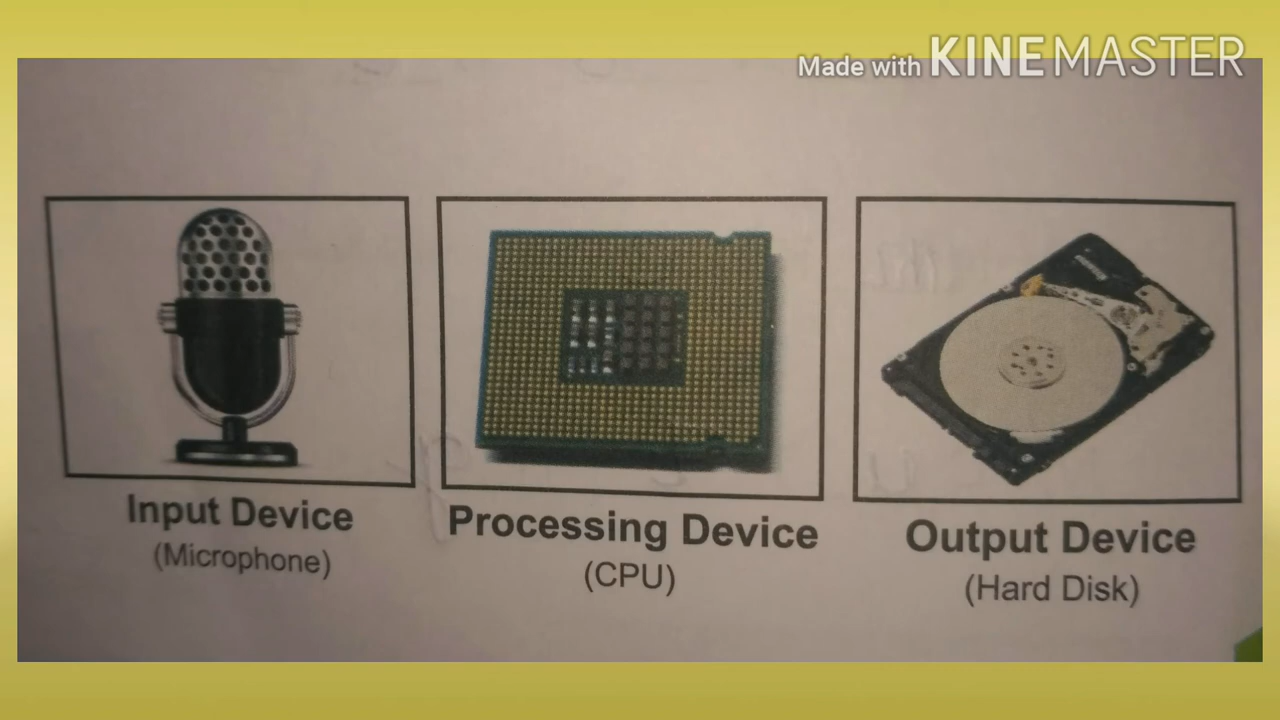 Made with KINEMASTER
Input Device
(Microphone)
Processing Device
(CPU)
Output Device
(Hard Disk)